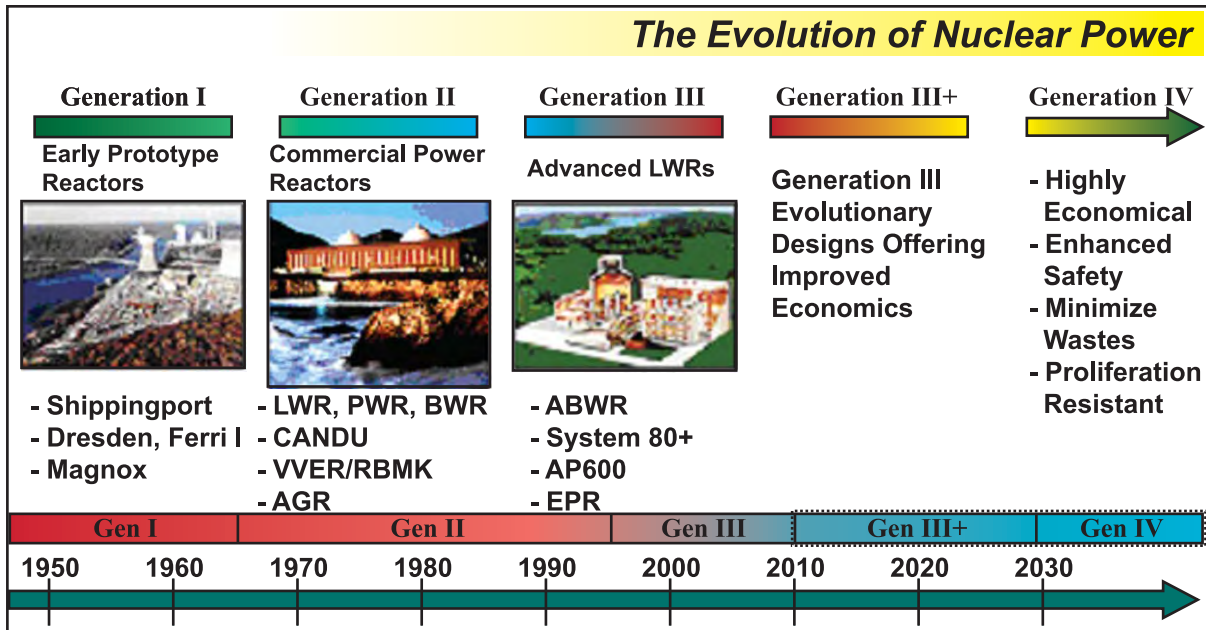 The Evolution of Nuclear Power
Generation I
Early Prototype
Reactors
- Shippingport
- Dresden, Ferri I
- Magnox
Generation II
Commercial Power
Reactors
- LWR, PWR, BWR
- CANDU
- VVER/RBMK
- AGR
Generation III
Advanced LWRs
- ABWR
- System 80+
- AP600
- EPR
Generation III+
Generation III
Evolutionary
Designs Offering
Improved
Economics
Generation IV
- Highly
Economical
- Enhanced
Safety
- Minimize
Wastes
- Proliferation
Resistant
Gen I Gen II Gen III Gen III+ Gen IV
1950 1960 1970 1980 1990 2000 2010 2020 2030